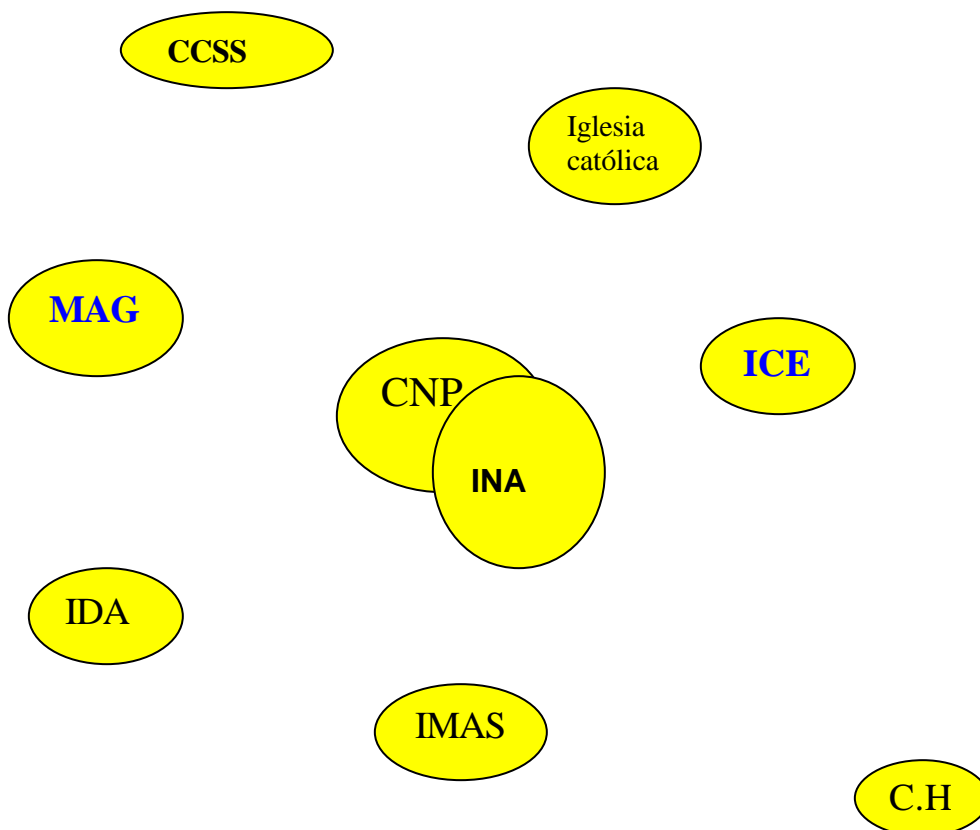 CCSS
Iglesia
católica
MAG
ICE
CNP
INA
IDA
IMAS
C.H